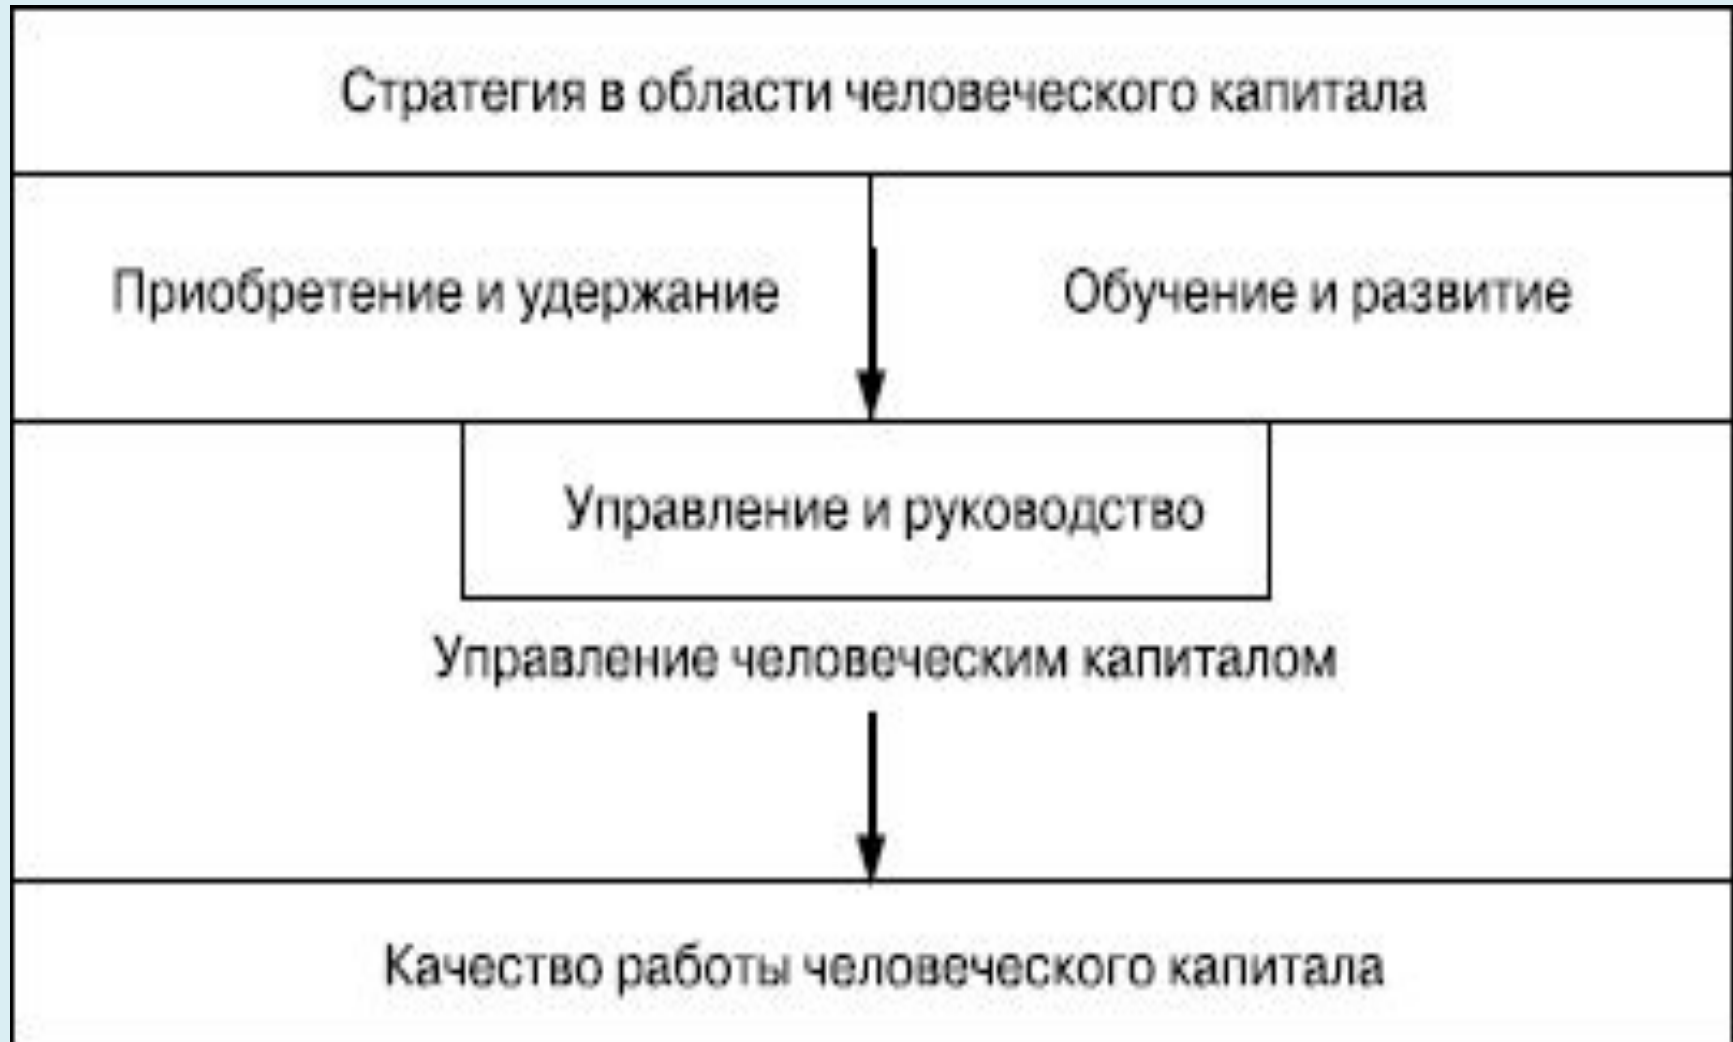 Стратегия в области человеческого капитала
Приобретение и удержание
Обучение и развитие
Управление и руководство
Управление человеческим капиталом
Качество работы человеческого капитала